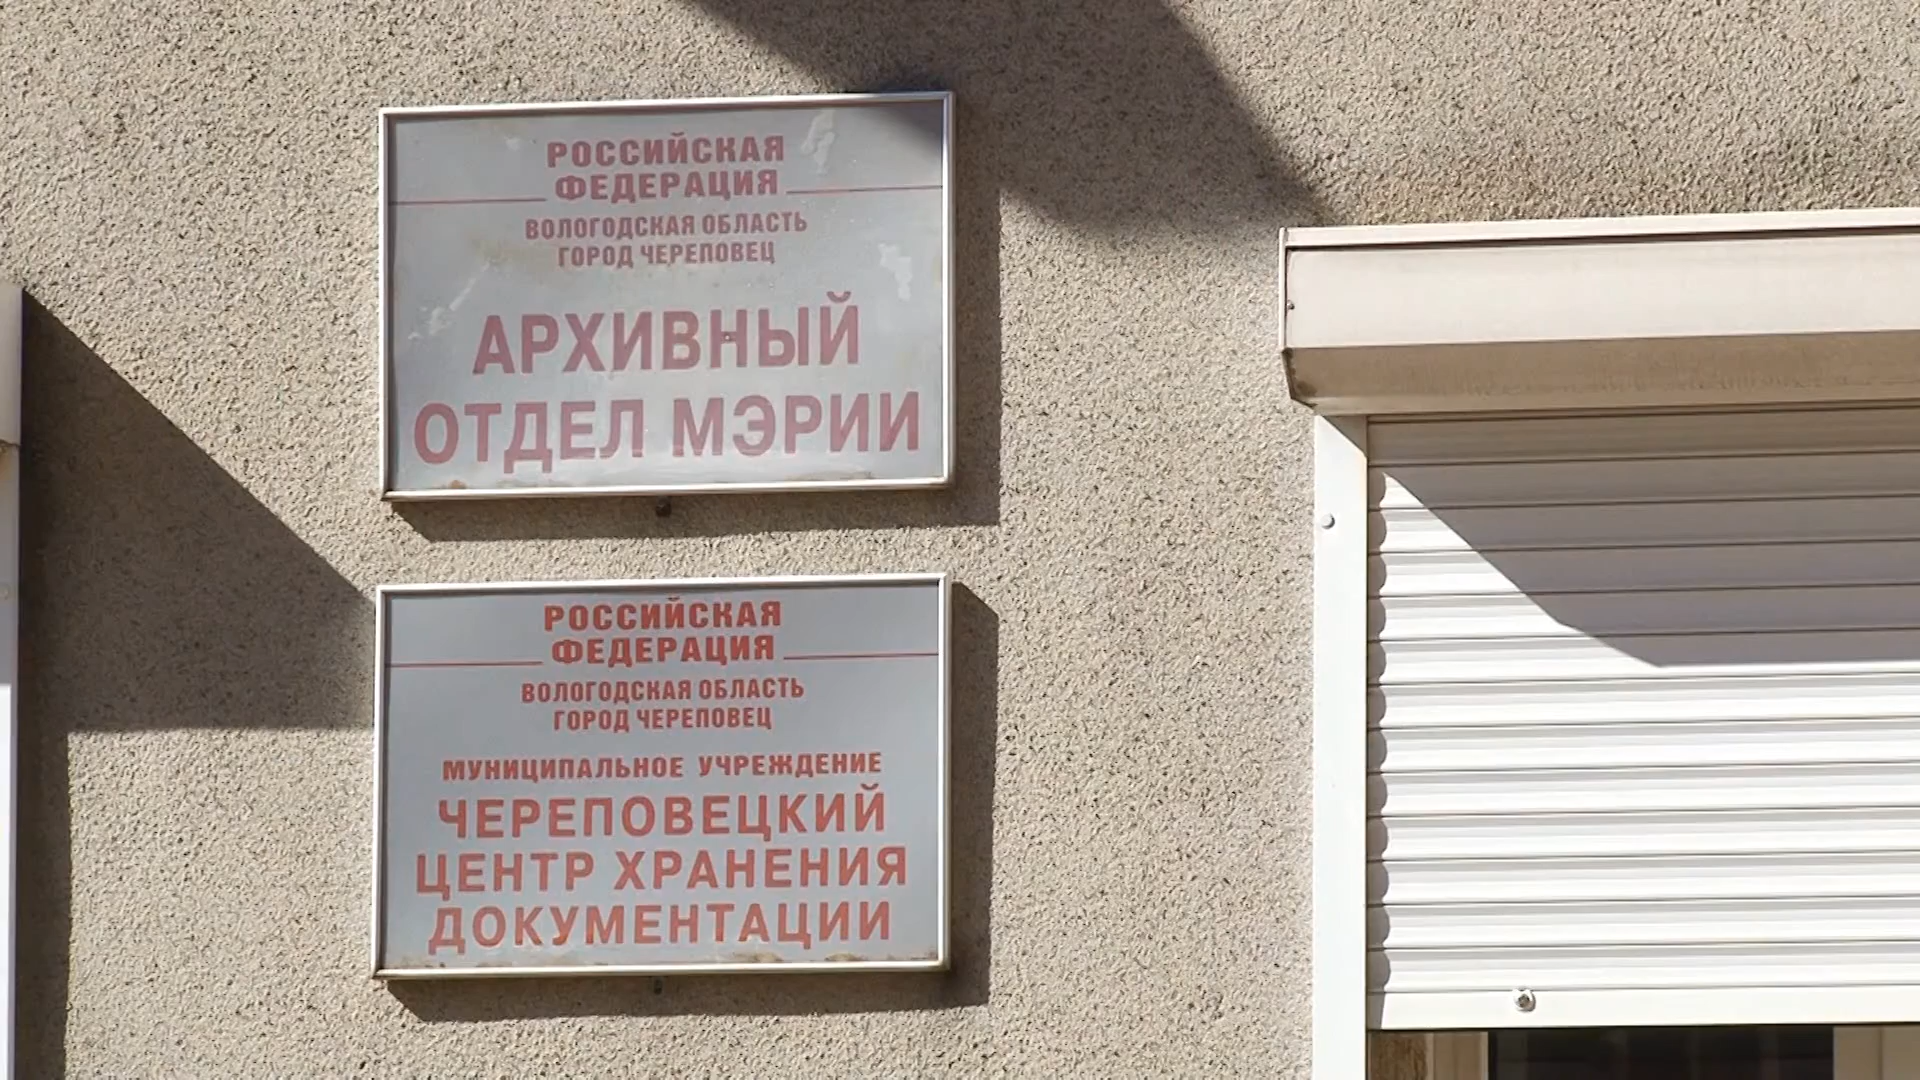 РОССИЙСКАЯ
ФЕДЕРАЦИЯ
ВОЛОГОДСКАЯ ОБЛАСТЬ
ГОРОД ЧЕРЕПОВЕЦ
АРХИВНЫЙ
ОТДЕЛ МЭРИИ
РОССИЙСКАЯ
ФЕДЕРАЦИЯ
ВОЛОГОДСКАЯ ОБЛАСТЬ
ГОРОД ЧЕРЕПОВЕЦ
МУНИЦИПАЛЬНОЕ УЧРЕЖДЕНИЕ
ЧЕРЕПОВЕЦКИЙ
ЦЕНТР ХРАНЕНИЯ
ДОКУМЕНТАЦИИ